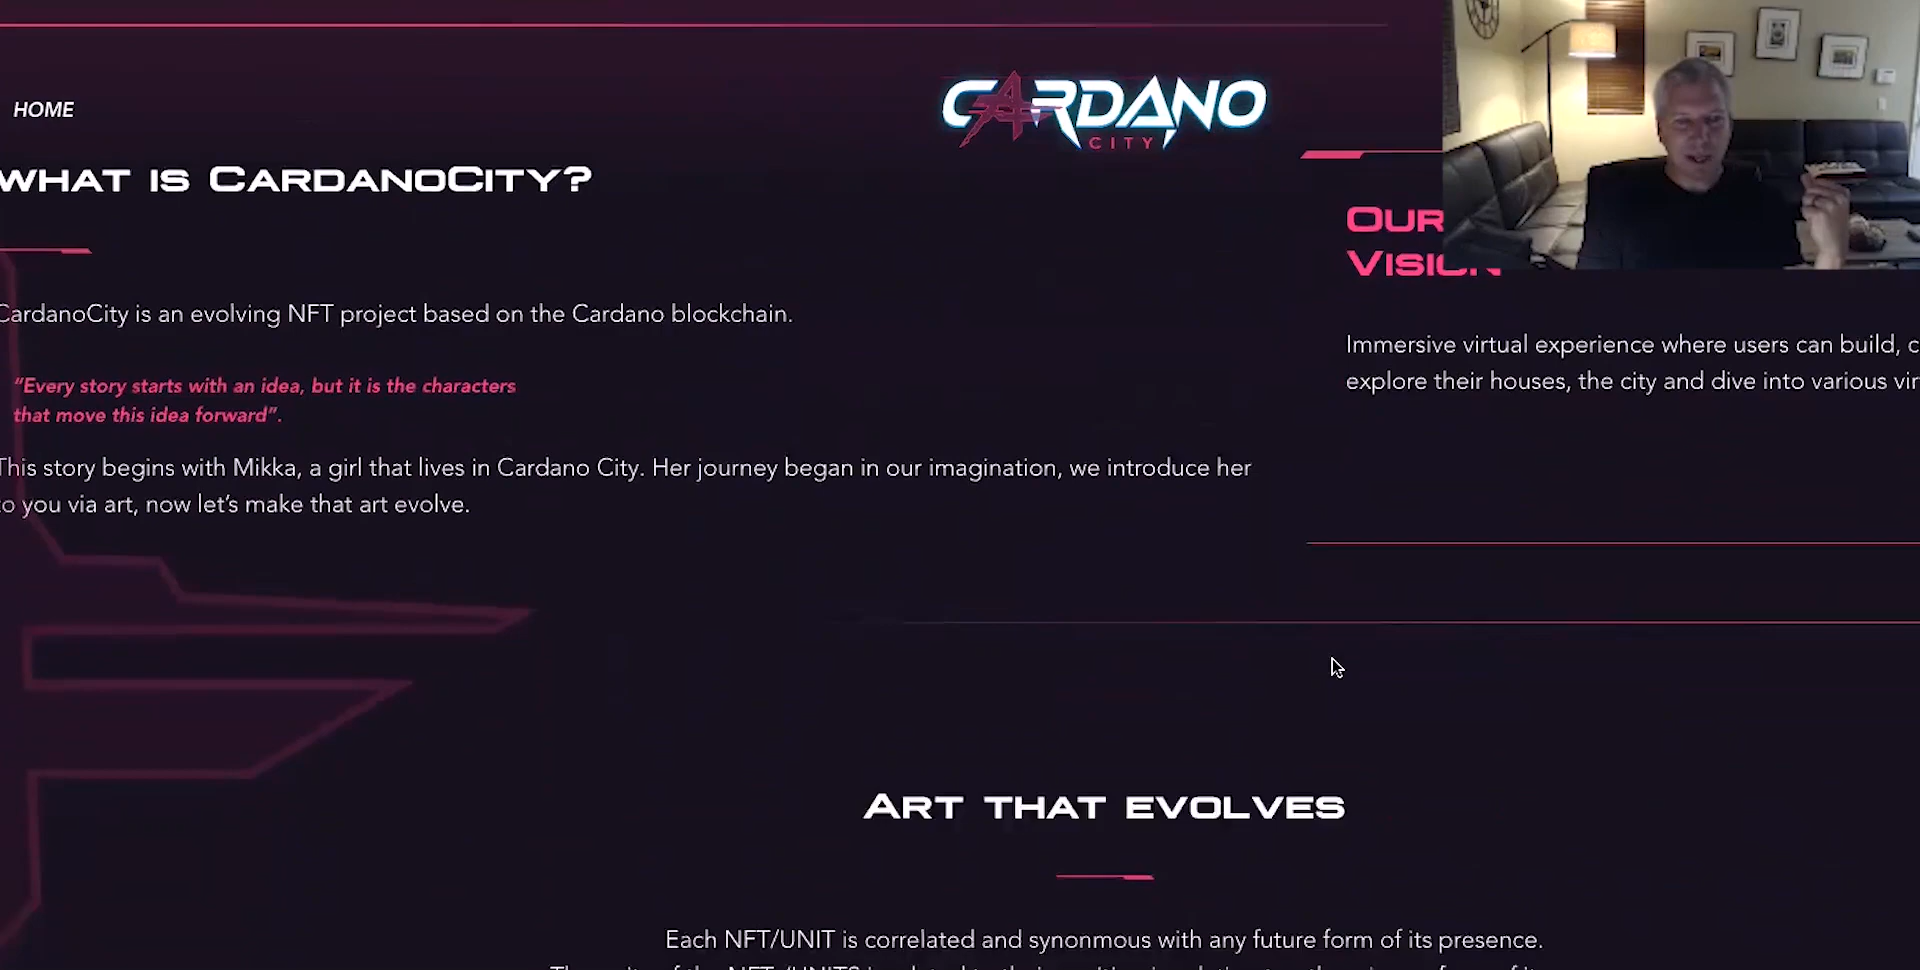 HOME
CARDANO
CITY
WHAT IS CARDANOCITY?
CardanoCity is an evolving NFT project based on the Cardano blockchain.
“Every story starts with an idea, but it is the characters
that move this idea forward”.
This story begins with Mikka, a girl that lives in Cardano City. Her journey began in our imagination, we introduce her
to you via art, now let’s make that art evolve.
OUR
VISION
Immersive virtual experience where users can build,
explore their houses, the city and dive into various
ART THAT EVOLVES
Each NFT/UNIT is correlated and synonmous with any future form of its presence.